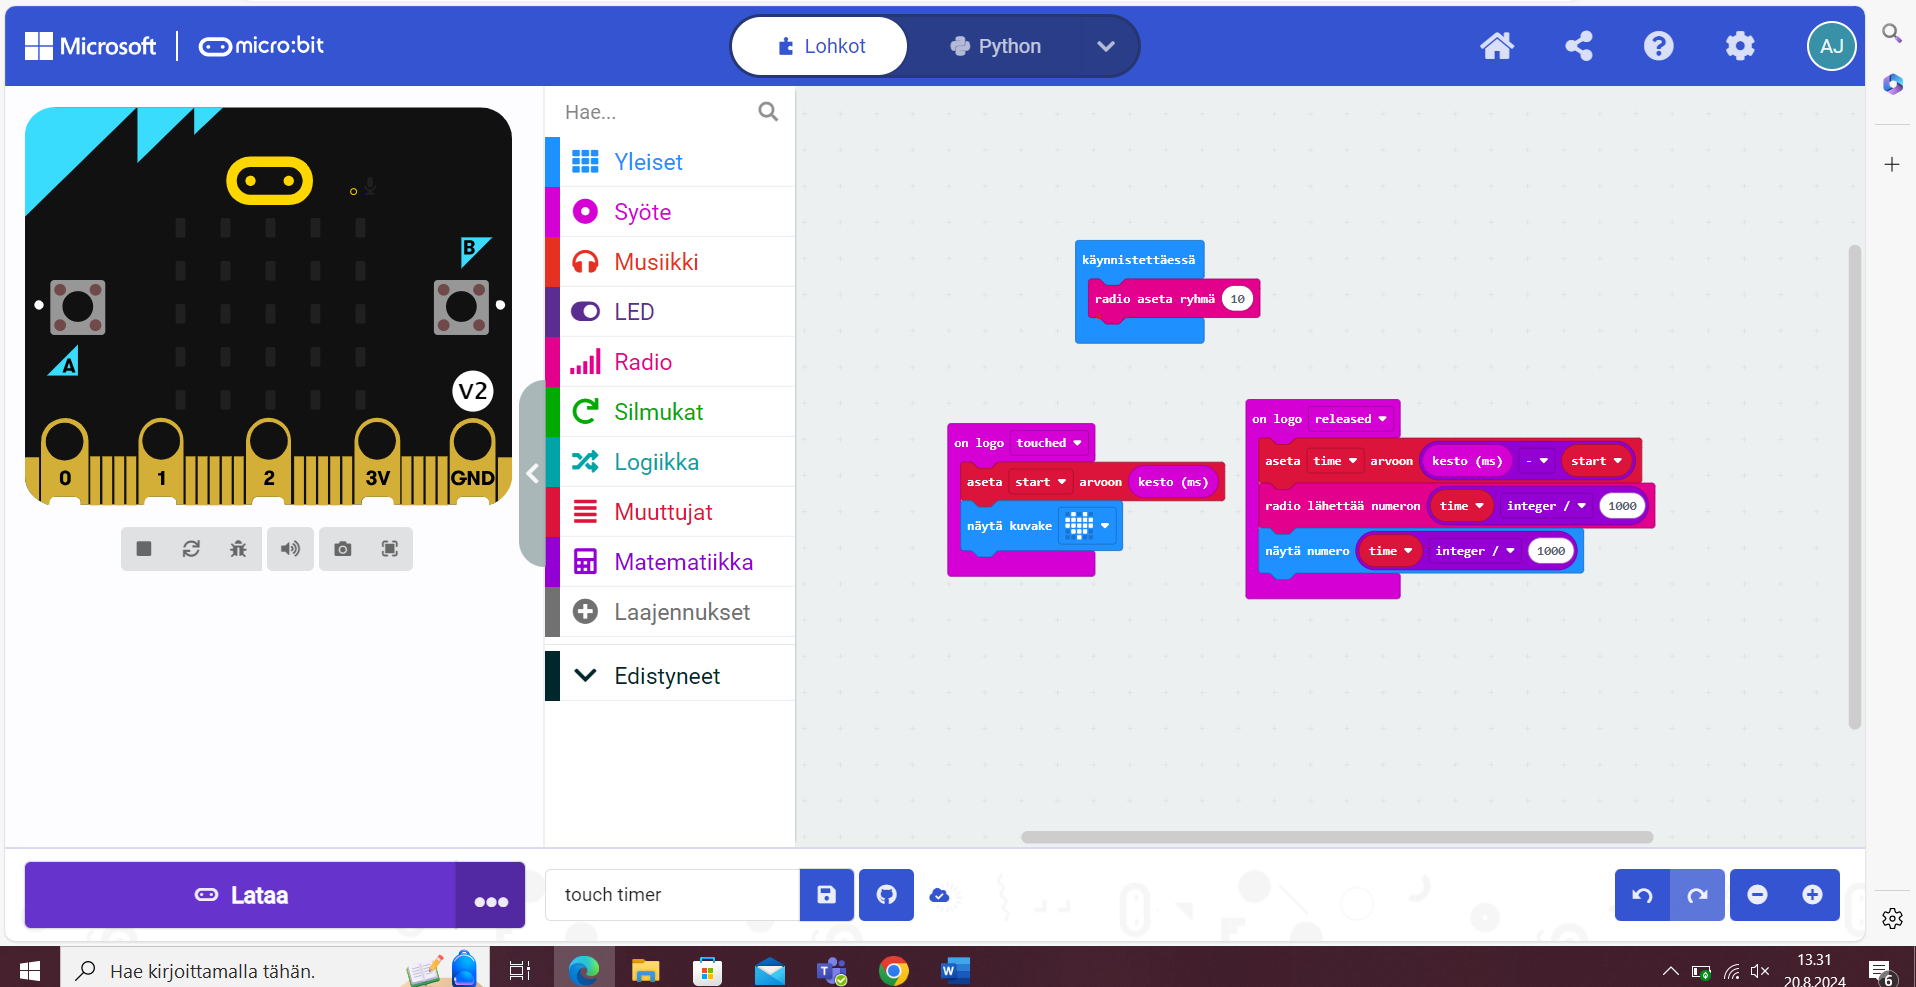 Microsoft
micro:bit
Lohkot
Python
AJ
B
A
V2
0
1
2
3V
GND
Hae...
Yleiset
Syöte
Musiikki
LED
Radio
Silmukat
Logiikka
Muuttujat
Matematiikka
Laajennukset
Edistyneet
käynnistettäessä
radio aseta ryhmä 10
on logo touched
aseta start arvoon kesto (ms)
näytä kuvake
on logo released
aseta time arvoon kesto (ms) - start
radio lähettää numeron time integer / 1000
näytä numero time integer / 1000
Lataa
touch timer
Hae kirjoittamalla tähän.
13.31
20.8.2024
6